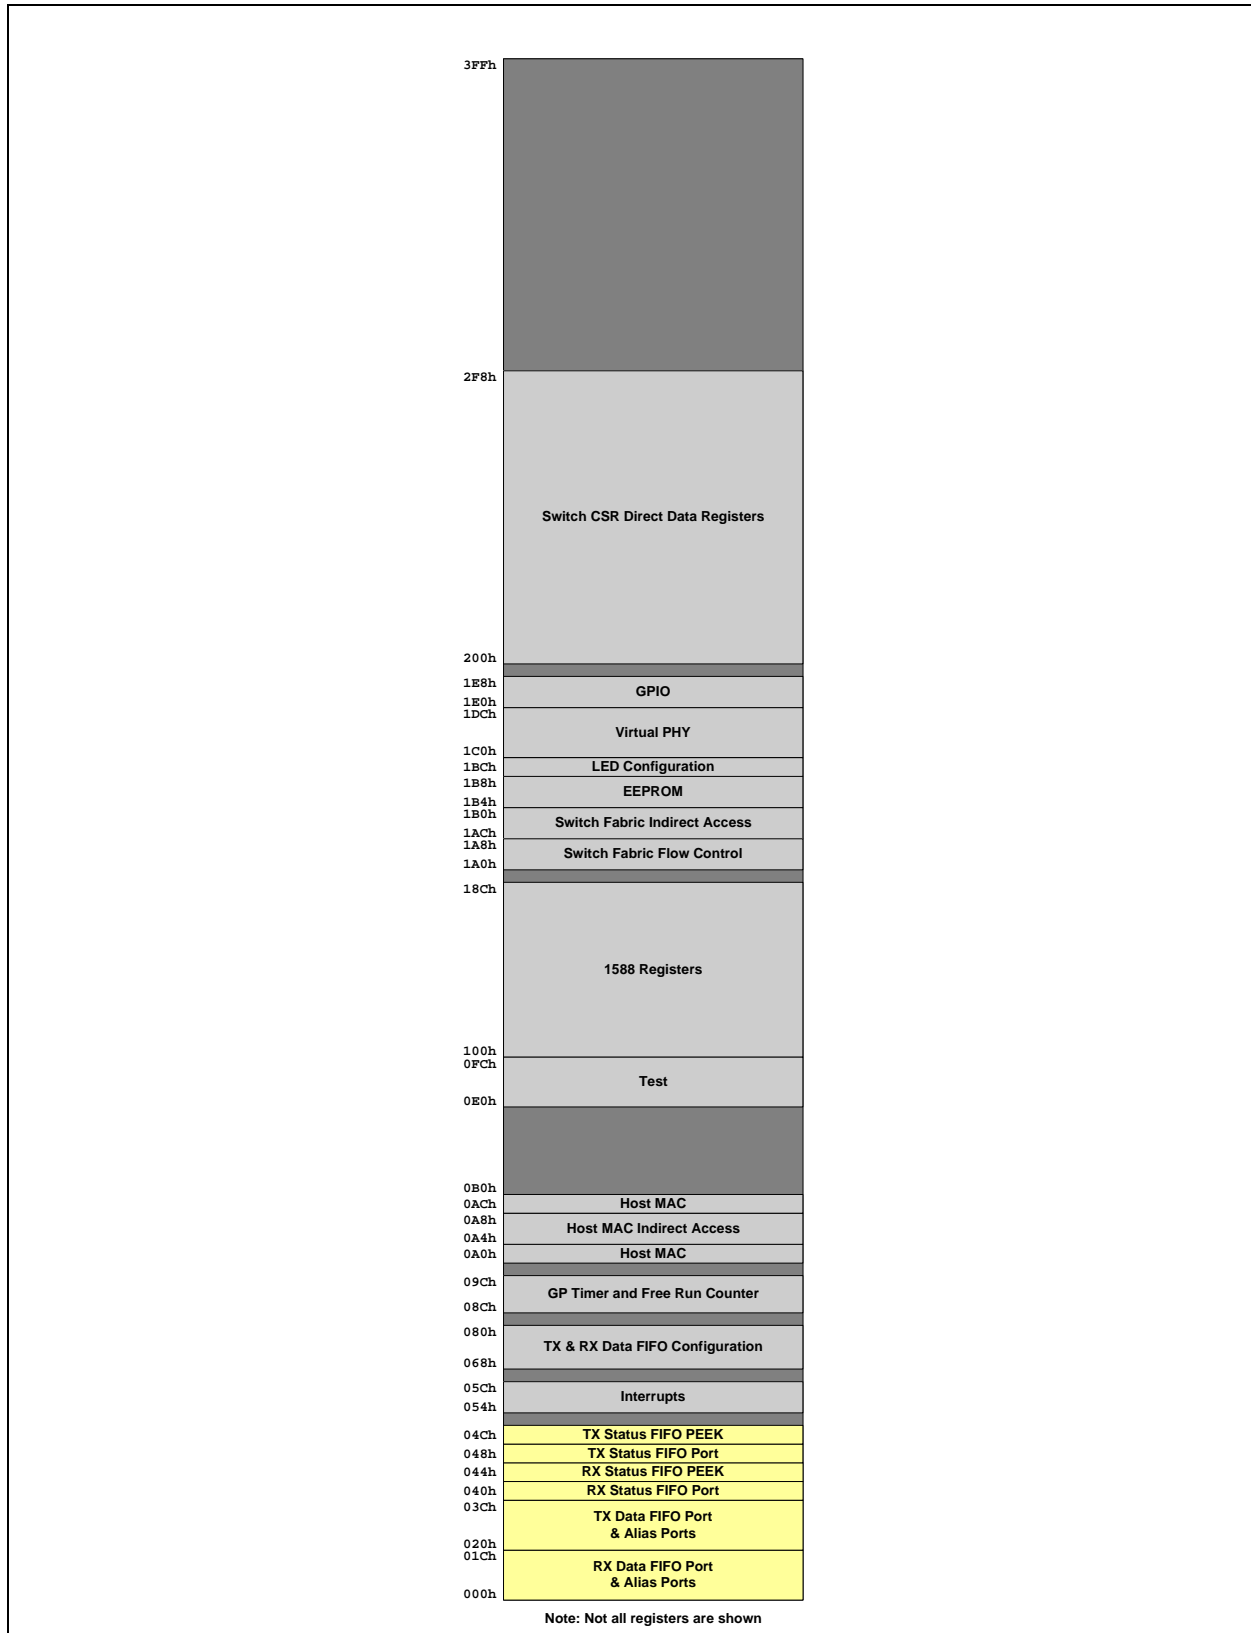 3FFh
2F8h
Switch CSR Direct Data Registers
200h
1E8h
GPIO
1E0h
1DCh
Virtual PHY
1C0h
1BCh LED Configuration
1B8h
EEPROM
1B4h
1B0h
Switch Fabric Indirect Access
1ACh
1A8h
Switch Fabric Flow Control
1A0h
18Ch
1588 Registers
100h
0FCh
Test
0E0h
0B0h
0ACh Host MAC
0A8h
Host MAC Indirect Access
0A4h
0A0h Host MAC
09Ch
GP Timer and Free Run Counter
08Ch
080h
TX & RX Data FIFO Configuration
068h
05Ch
Interrupts
054h
04Ch TX Status FIFO PEEK
048h TX Status FIFO Port
044h RX Status FIFO PEEK
040h RX Status FIFO Port
03Ch
TX Data FIFO Port
& Alias Ports
020h
01Ch
RX Data FIFO Port
& Alias Ports
000h
Note: Not all registers are shown